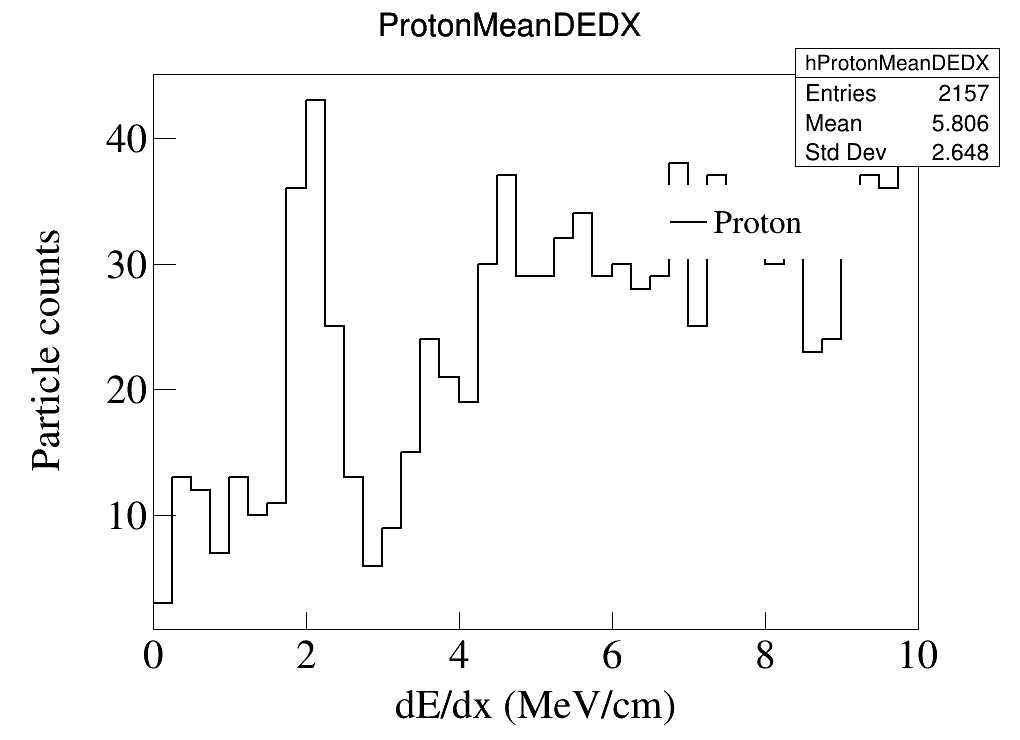 ProtonMeanDEDX
hProtonMeanDEDX
Entries 2157
Mean 5.806
Std Dev 2.648
40
30
20
10
Particle counts
Proton
0 2 4 6 8 10
dE/dx (MeV/cm)